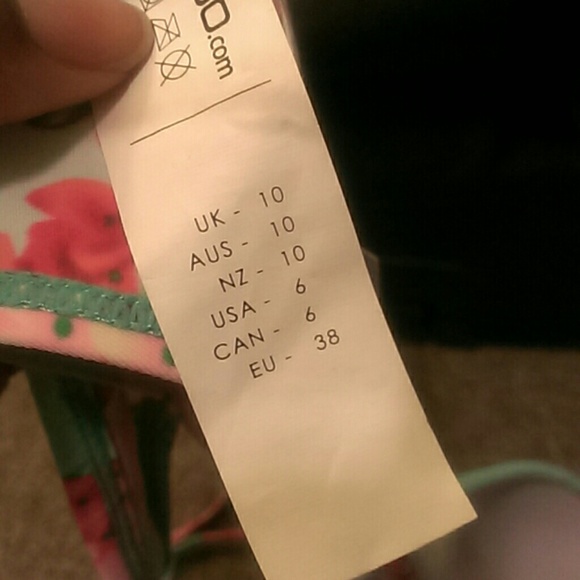 .com
UK - 10
AUS - 10
NZ - 10
USA - 6
CAN - 6
EU - 38